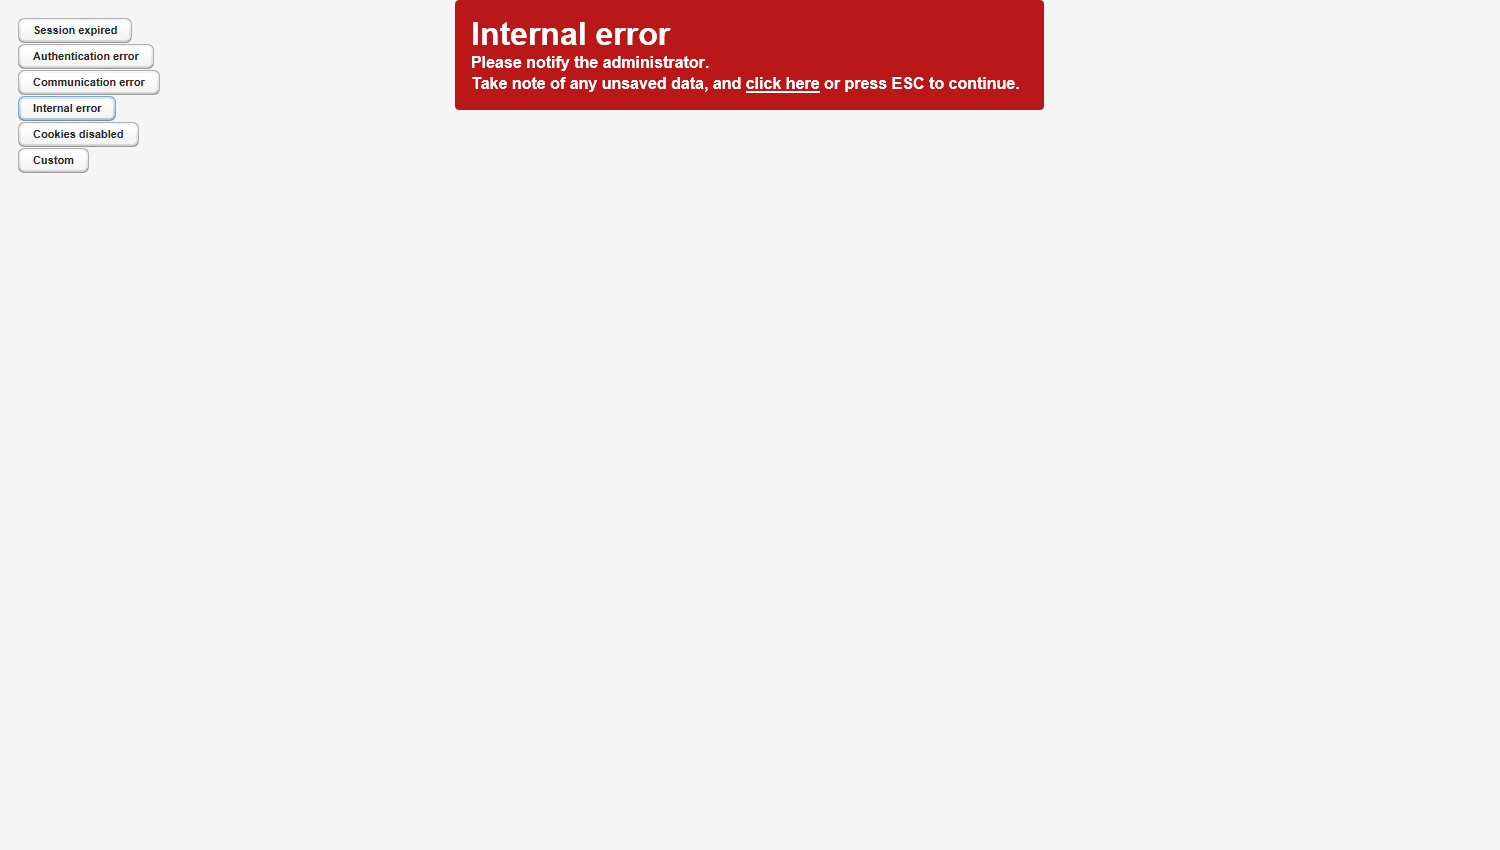 Session expired
Authentication error
Communication error
Internal error
Cookies disabled
Custom
Internal error
Please notify the administrator.
Take note of any unsaved data, and click here or press ESC to continue.